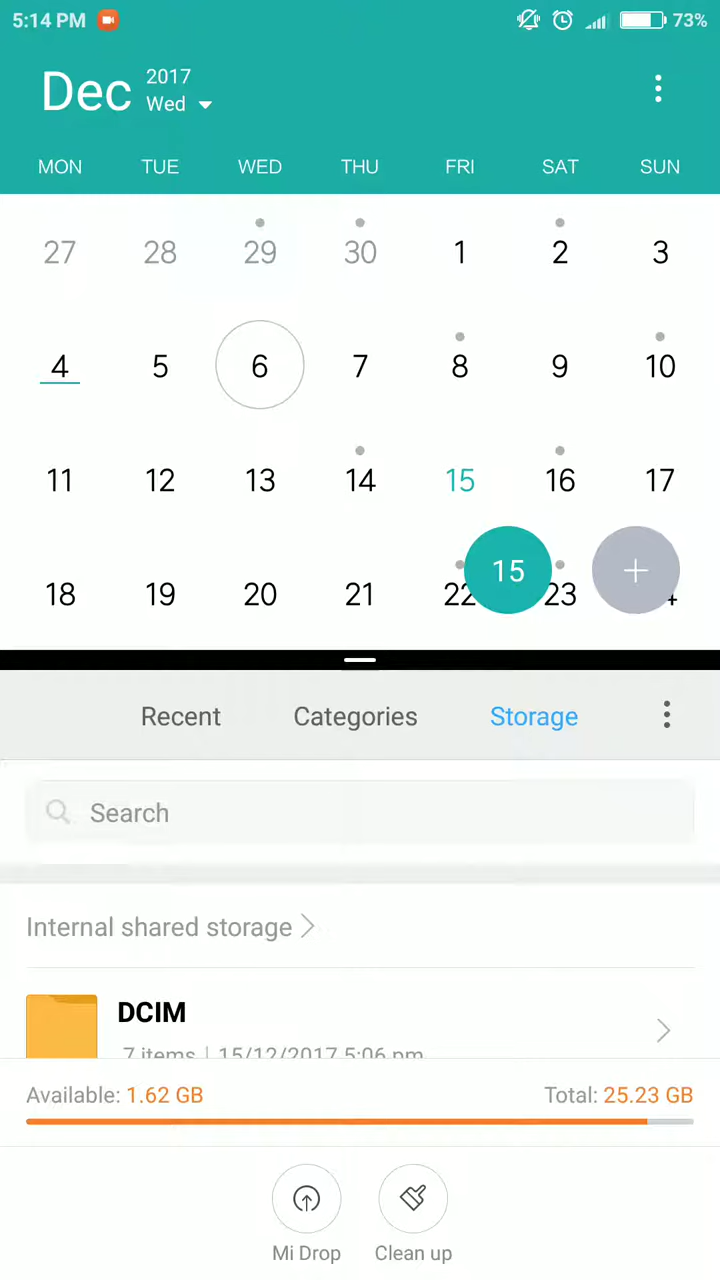 5:14 PM 73%
Dec 2017
Wed
MON TUE WED THU FRI SAT SUN
27 28 29 30 1 2 3
4 5 6 7 8 9 10
11 12 13 14 15 16 17
18 19 20 21 22 15 23 +
Recent Categories Storage
Search
Internal shared storage
DCIM
7 items | 15/12/2017 5:06 pm
Available: 1.62 GB Total: 25.23 GB
Mi Drop Clean up